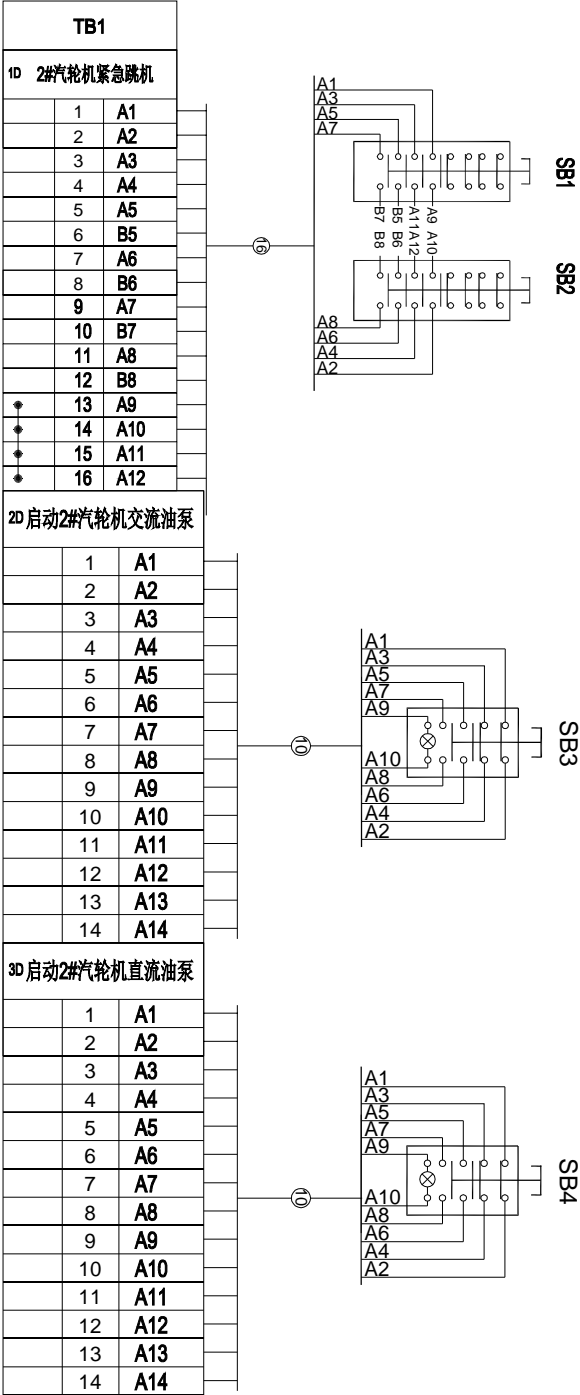 TB1
1D 2#汽轮机紧急跳机
1 A1
2 A2
3 A3
4 A4
5 A5
6 B5
7 A6
8 B6
9 A7
10 B7
11 A8
12 B8
13 A9
14 A10
15 A11
16 A12
16
A1
A3
A5
A7
SB1
B7 B8
B5 B6
A11A12
A9 A10
SB2
A8
A6
A4
A2
2D 启动2#汽轮机交流油泵
1 A1
2 A2
3 A3
4 A4
5 A5
6 A6
7 A7
8 A8
9 A9
10 A10
11 A11
12 A12
13 A13
14 A14
10
A1
A3
A5
A7
A9
A10
A8
A6
A4
A2
SB3
3D 启动2#汽轮机直流油泵
1 A1
2 A2
3 A3
4 A4
5 A5
6 A6
7 A7
8 A8
9 A9
10 A10
11 A11
12 A12
13 A13
14 A14
10
A1
A3
A5
A7
A9
A10
A8
A6
A4
A2
SB4